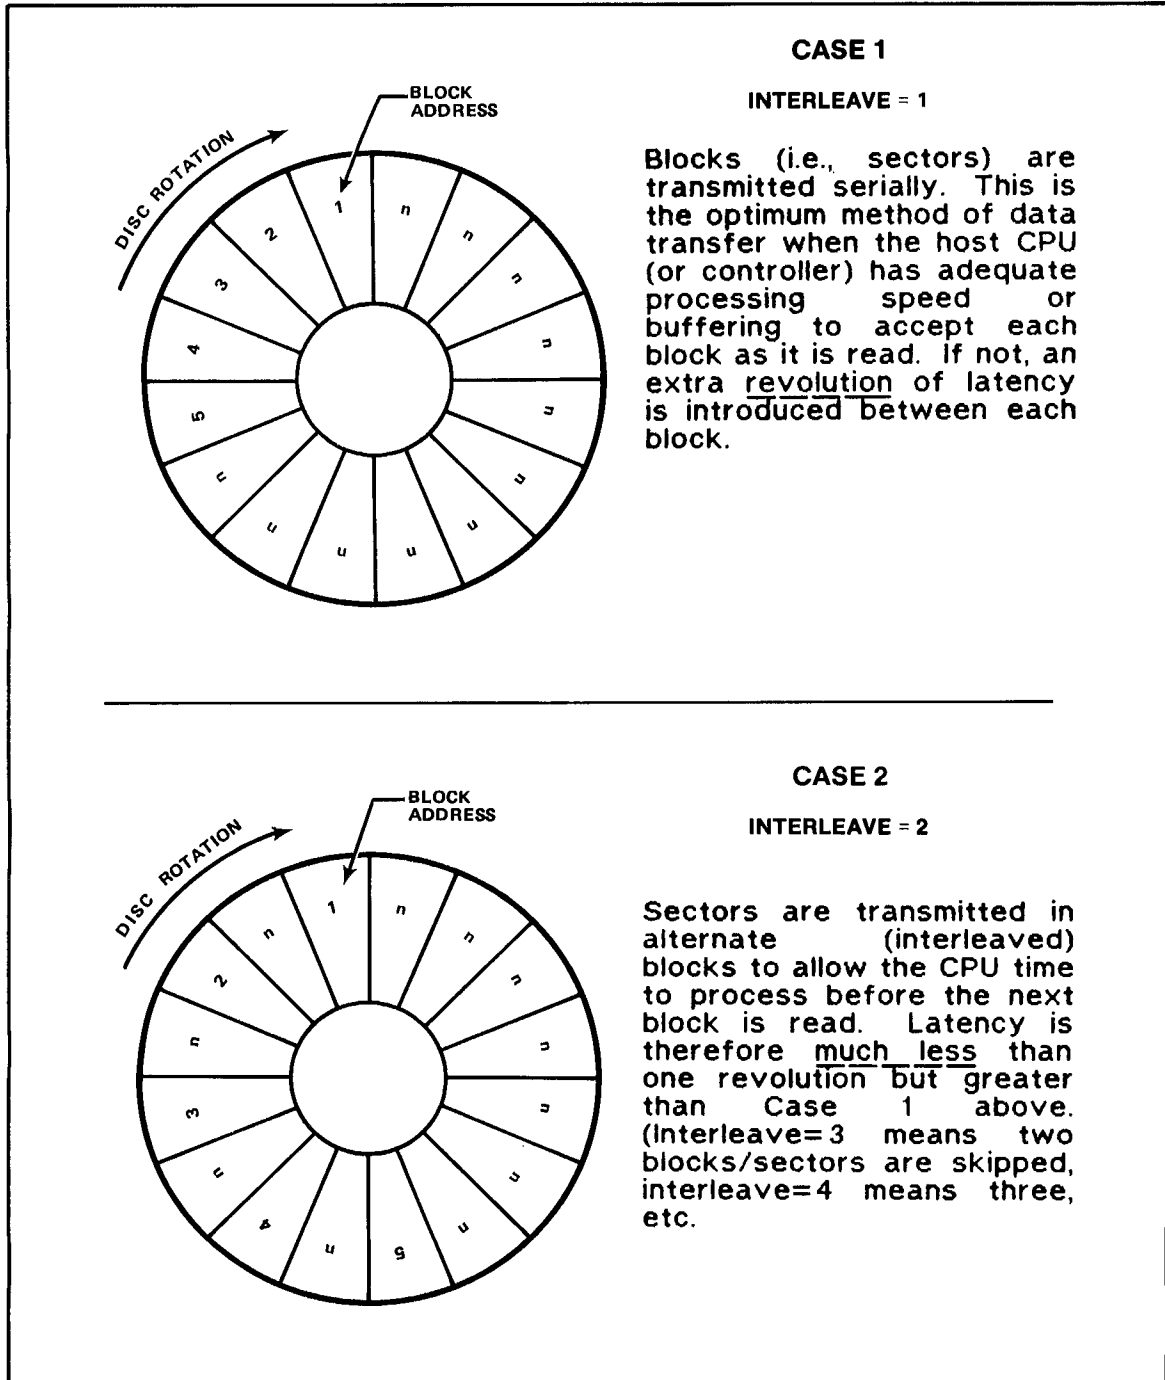 CASE 1
INTERLEAVE = 1
BLOCK
ADDRESS
DISC ROTATION
1
2
3
4
5
n
n
n
n
n
n
n
n
n
n
n
Blocks (i.e., sectors) are
transmitted serially. This is
the optimum method of data
transfer when the host CPU
(or controller) has adequate
processing speed or
buffering to accept each
block as it is read. If not, an
extra revolution of latency
is introduced between each
block.
CASE 2
INTERLEAVE = 2
BLOCK
ADDRESS
DISC ROTATION
1
n
2
n
3
n
4
n
5
n
n
n
n
n
n
n
Sectors are transmitted in
alternate (interleaved)
blocks to allow the CPU time
to process before the next
block is read. Latency is
therefore much less than
one revolution but greater
than Case 1 above.
(Interleave=3 means two
blocks/sectors are skipped,
interleave=4 means three,
etc.